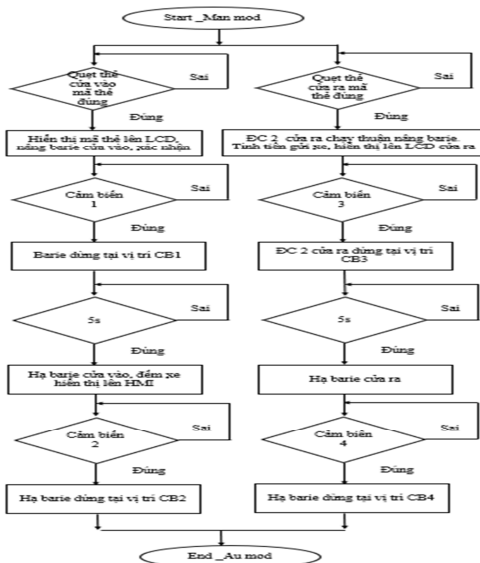 Start _Man mod
Quẹt thẻ
cửa vào
mã thẻ
đúng
Sai
Đúng
Quẹt thẻ
cửa ra mã
thẻ đúng
Sai
Đúng
Hiển thị mã thẻ lên LCD,
nâng barie cửa vào, xác nhận
ĐC 2 cửa ra chạy thuận nâng barie.
Tính tiền gửi xe, hiển thị lên LCD cửa ra
Cảm biến
1
Sai
Đúng
Cảm biến
3
Sai
Đúng
Barie dừng tại vị trí CB1
ĐC 2 cửa ra dừng tại vị trí
CB3
5s
Sai
Đúng
5s
Sai
Đúng
Hạ barie cửa vào, đếm xe
hiển thị lên HMI
Hạ barie cửa ra
Cảm biến
2
Sai
Đúng
Cảm biên
4
Sai
Đúng
Hạ barie dừng tại vị trí CB2
Hạ barie dừng tại vị trí CB4
End _Au mod